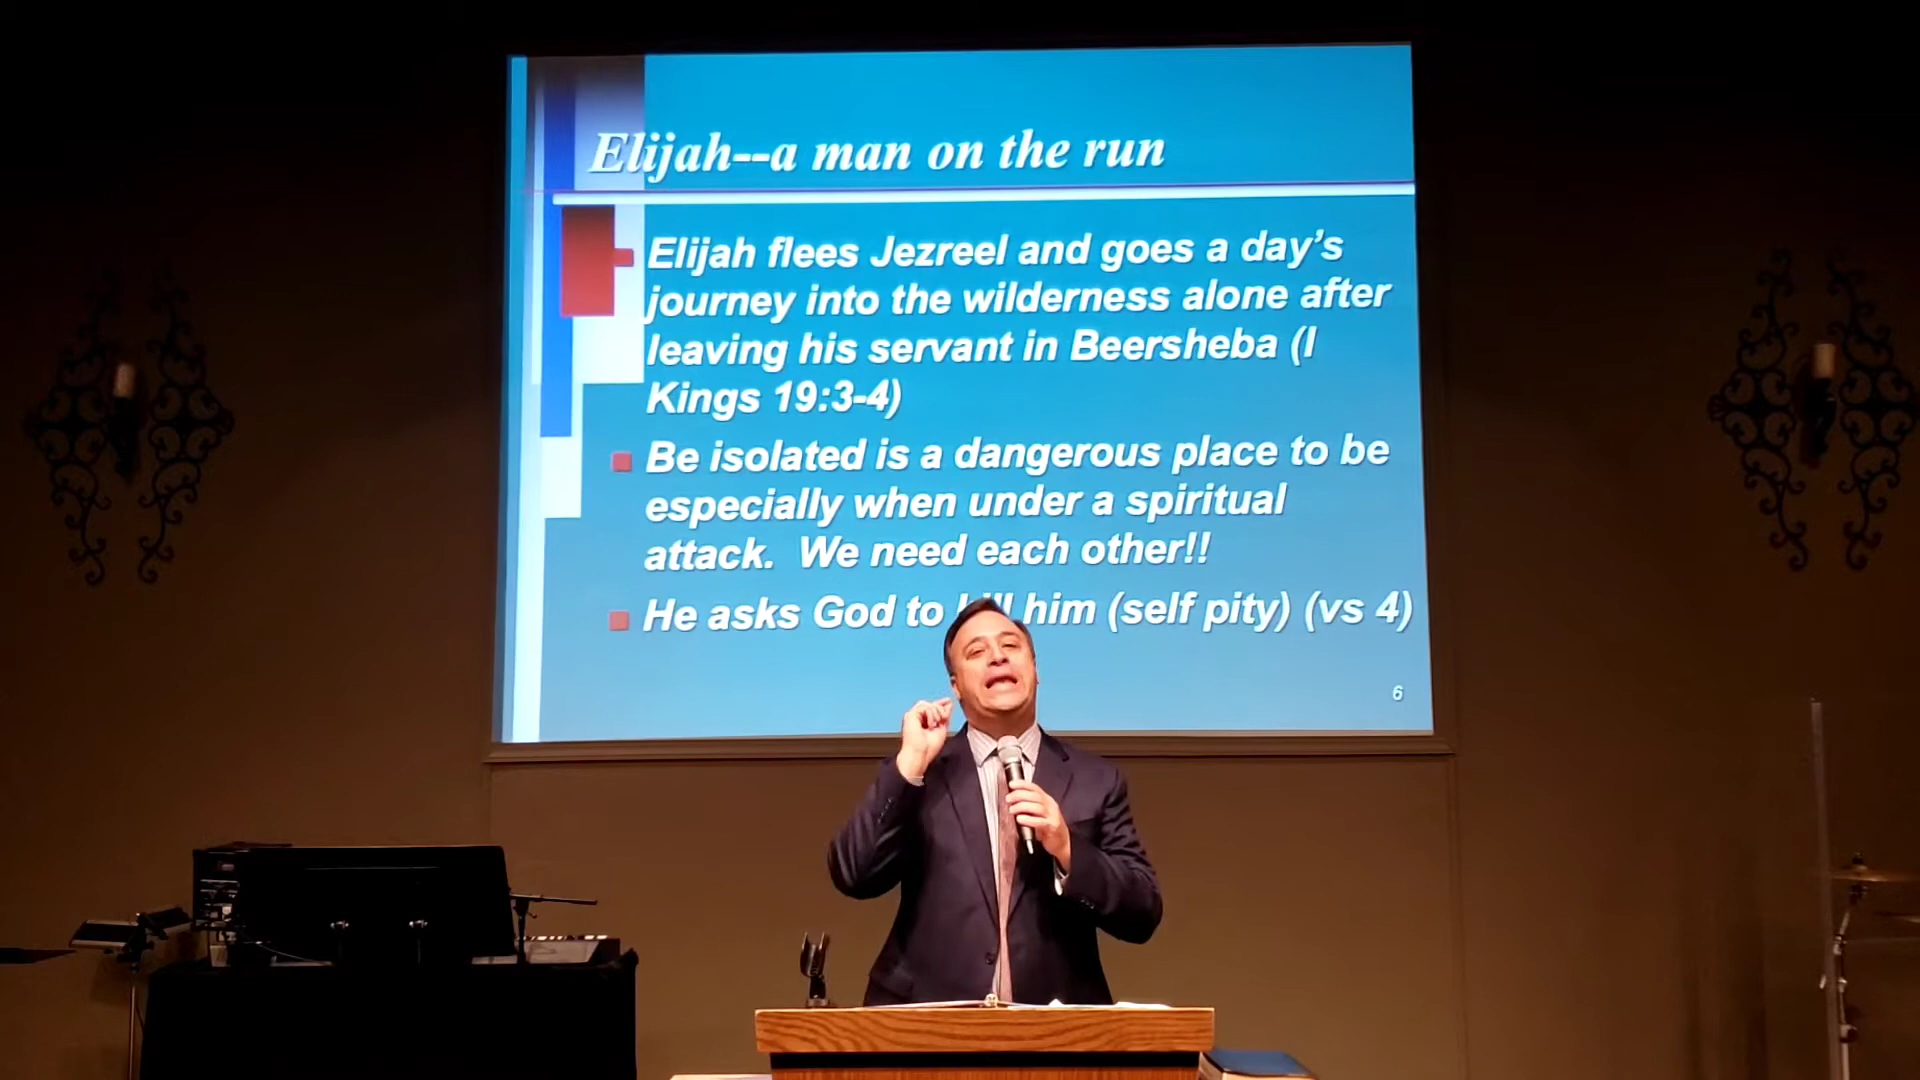 Elijah--a man on the run
Elijah flees Jezreel and goes a day's
journey into the wilderness alone after
leaving his servant in Beersheba (I
Kings 19:3-4)
Be isolated is a dangerous place to be
especially when under a spiritual
attack.  We need each other!!
He asks God to kill him (self pity) (vs 4)
6